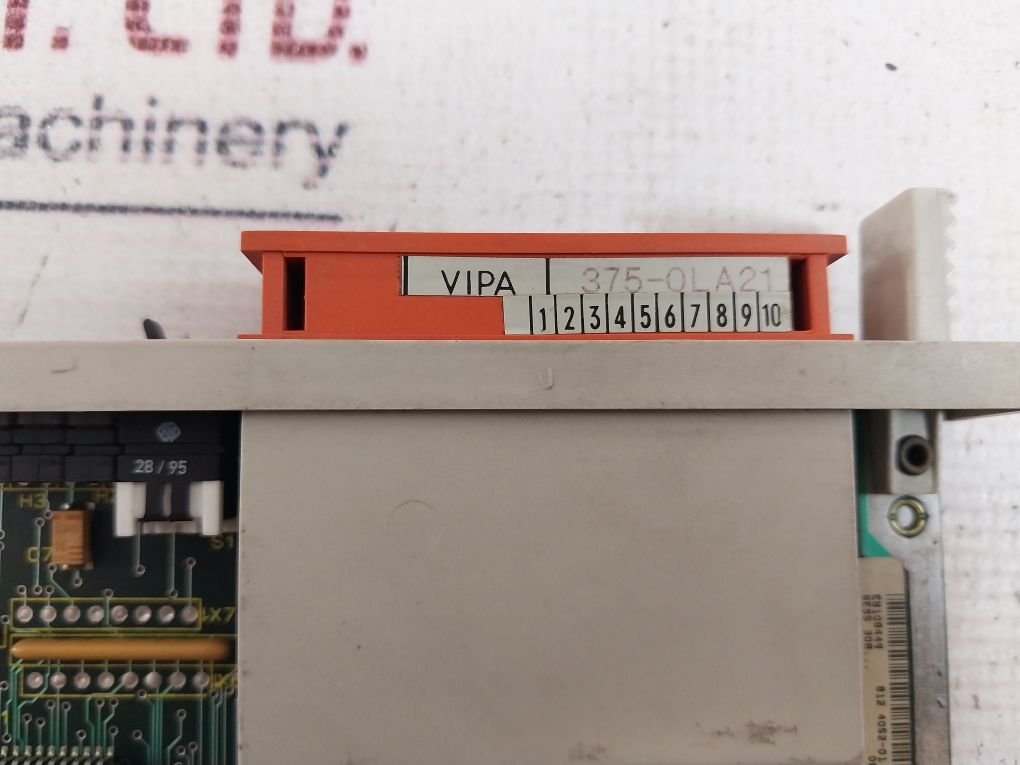 T. LTD.
achinery
VIPA 375-0LA21
1 2 3 4 5 6 7 8 9 10
28/95
H3
C7
S1
X7